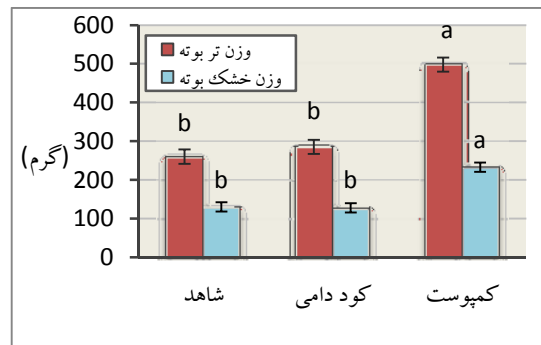 600
500
400
300
200
100
0
(گرم)
وزن تر بوته
وزن خشک بوته
b
b
b
b
a
a
شاهد
کود دامی
کمپوست